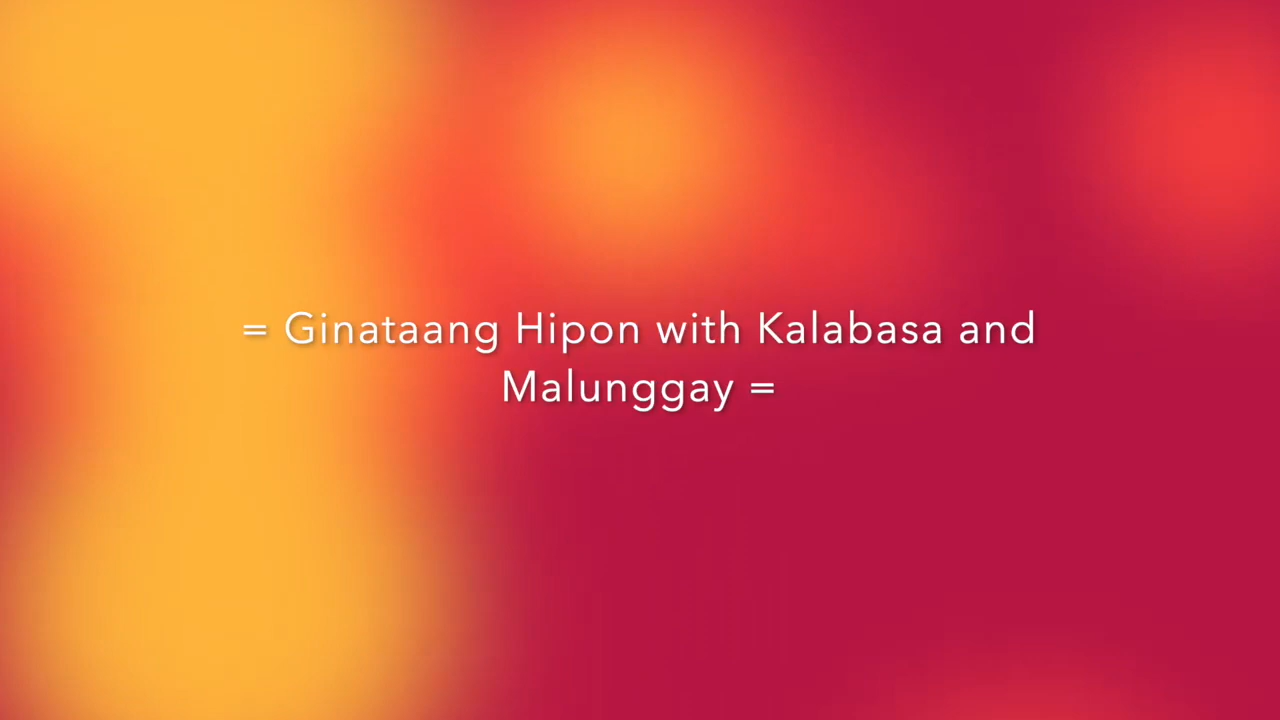 = Ginataang Hipon with Kalabasa and
Malunggay =